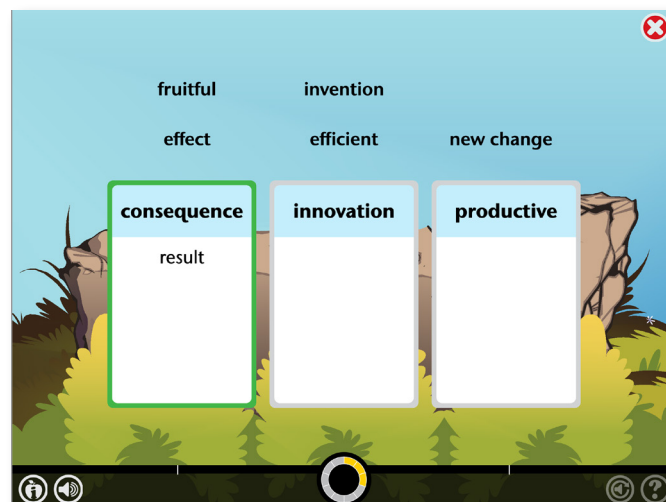 fruitful invention
effect efficient new change
consequence innovation productive
result